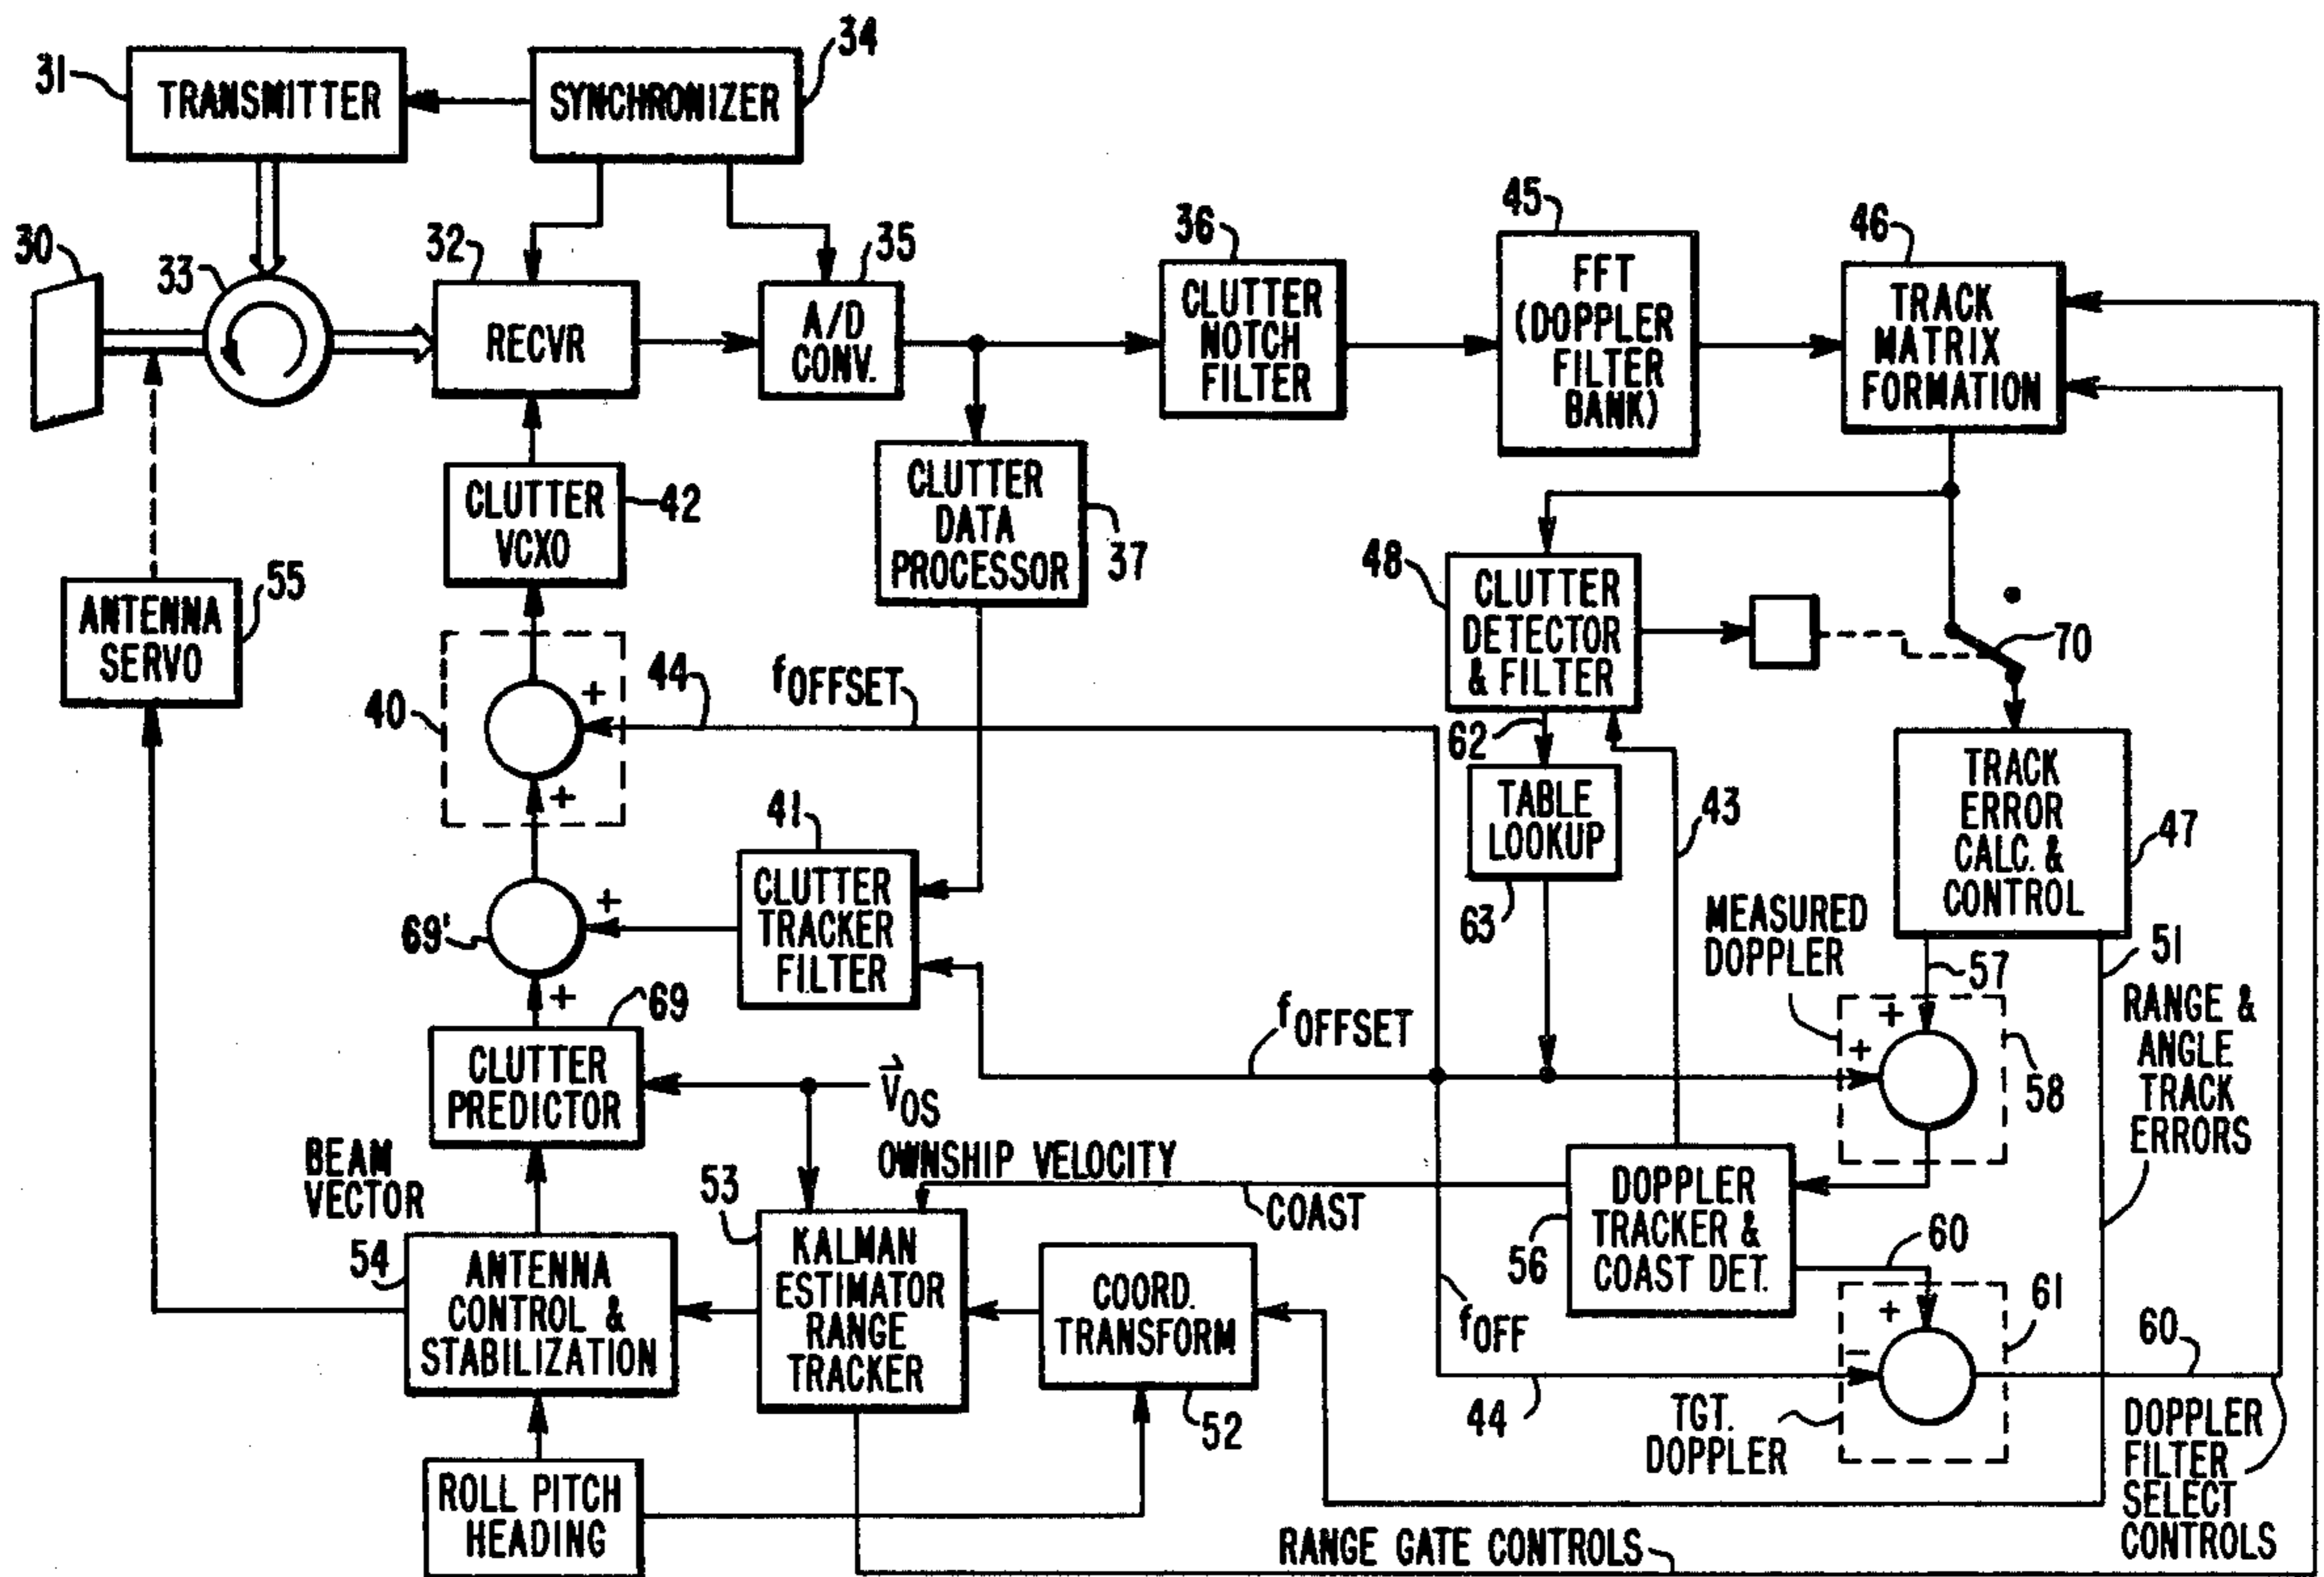 31
TRANSMITTER
SYNCHRONIZER
34
30
33
32
RECVR
35
A/D
CONV.
36
CLUTTER
NOTCH
FILTER
45
FFT
(DOPPLER
FILTER
BANK)
46
TRACK
MATRIX
FORMATION
CLUTTER
VCXO
42
CLUTTER
DATA
PROCESSOR
37
48
CLUTTER
DETECTOR
& FILTER
70
ANTENNA
SERVO
55
40
+
+
44
fOFFSET
62
TABLE
LOOKUP
63
43
TRACK
ERROR
CALC. &
CONTROL
47
41
CLUTTER
TRACKER
FILTER
69'
+
+
MEASURED
DOPPLER
57
51
+
+
58
RANGE &
ANGLE
TRACK
ERRORS
69
CLUTTER
PREDICTOR
V⃗OS
OWNSHIP VELOCITY
fOFFSET
COAST
BEAM
VECTOR
54
ANTENNA
CONTROL &
STABILIZATION
53
KALMAN
ESTIMATOR
RANGE
TRACKER
COORD.
TRANSFORM
52
56
DOPPLER
TRACKER &
COAST DET.
60
61
+
−
fOFF
44
TGT.
DOPPLER
60
DOPPLER
FILTER
SELECT
CONTROLS
ROLL PITCH
HEADING
RANGE GATE CONTROLS